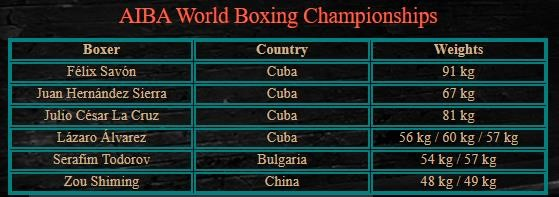 AIBA World Boxing Championships
Boxer Country Weights
Félix Savón Cuba 91 kg
Juan Hernández Sierra Cuba 67 kg
Julio César La Cruz Cuba 81 kg
Lázaro Álvarez Cuba 56 kg / 60 kg / 57 kg
Serafim Todorov Bulgaria 54 kg / 57 kg
Zou Shiming China 48 kg / 49 kg